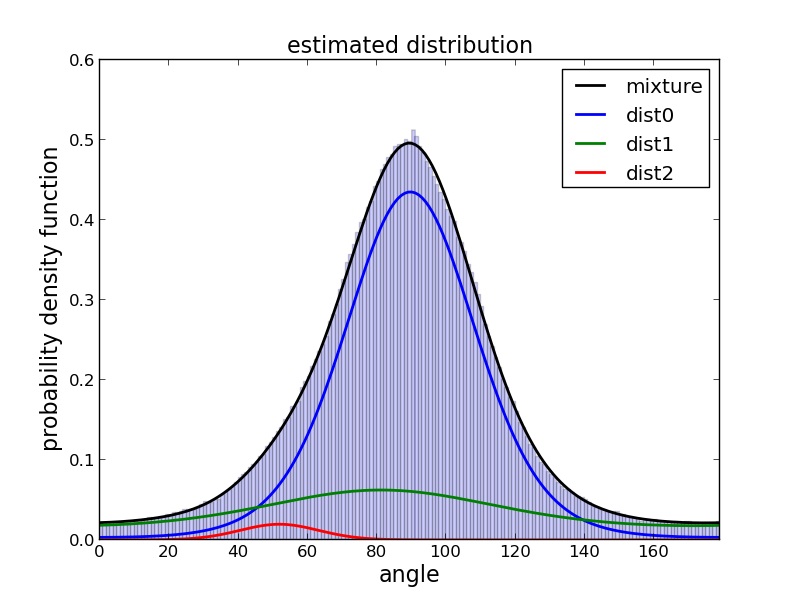 estimated distribution
probability density function
0.6
0.5
0.4
0.3
0.2
0.1
0.0
mixture
dist0
dist1
dist2
0 20 40 60 80 100 120 140 160
angle